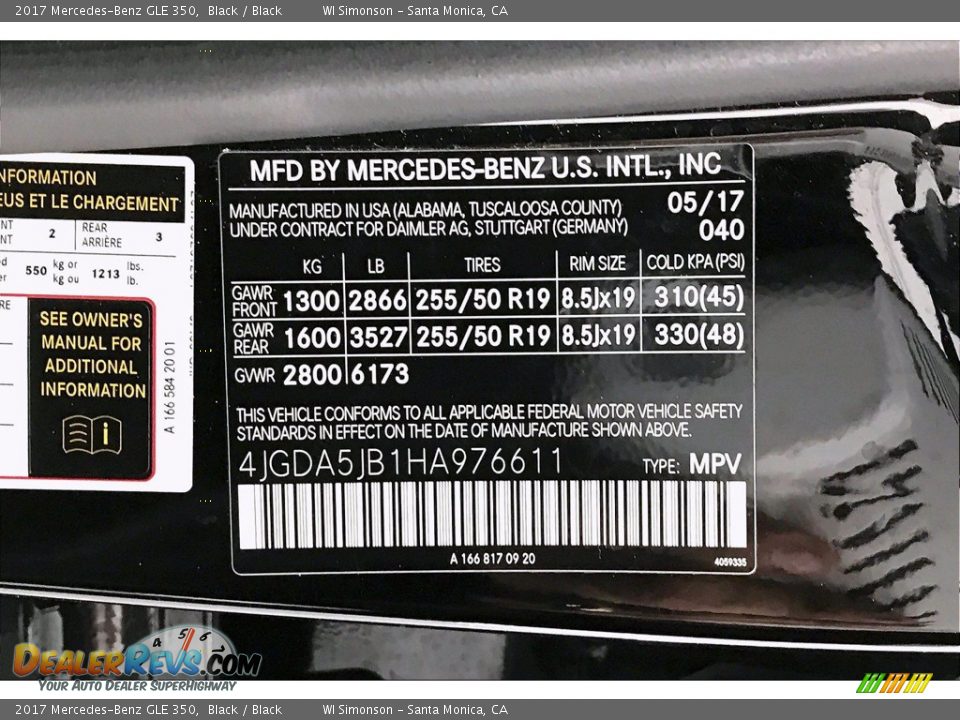 2017 Mercedes-Benz GLE 350, Black / Black WI Simonson - Santa Monica, CA
NFORMATION
EUS ET LE CHARGEMENT
2 REAR ARRIÈRE 3
550 kg or kg ou 1213 lbs. lb.
SEE OWNER'S
MANUAL FOR
ADDITIONAL
INFORMATION
i
A 166 584 20 01
MFD BY MERCEDES-BENZ U.S. INTL., INC
MANUFACTURED IN USA (ALABAMA, TUSCALOOSA COUNTY) 05/17
UNDER CONTRACT FOR DAIMLER AG, STUTTGART (GERMANY) 040
KG LB TIRES RIM SIZE COLD KPA (PSI)
GAWR FRONT 1300 2866 255/50 R19 8.5Jx19 310(45)
GAWR REAR 1600 3527 255/50 R19 8.5Jx19 330(48)
GVWR 2800 6173
THIS VEHICLE CONFORMS TO ALL APPLICABLE FEDERAL MOTOR VEHICLE SAFETY
STANDARDS IN EFFECT ON THE DATE OF MANUFACTURE SHOWN ABOVE.
4JGDA5JB1HA976611 TYPE: MPV
A 166 817 09 20 4059335
4 5 6
DEALERREVS.COM
YOUR AUTO DEALER SUPERHIGHWAY
2017 Mercedes-Benz GLE 350, Black / Black WI Simonson - Santa Monica, CA